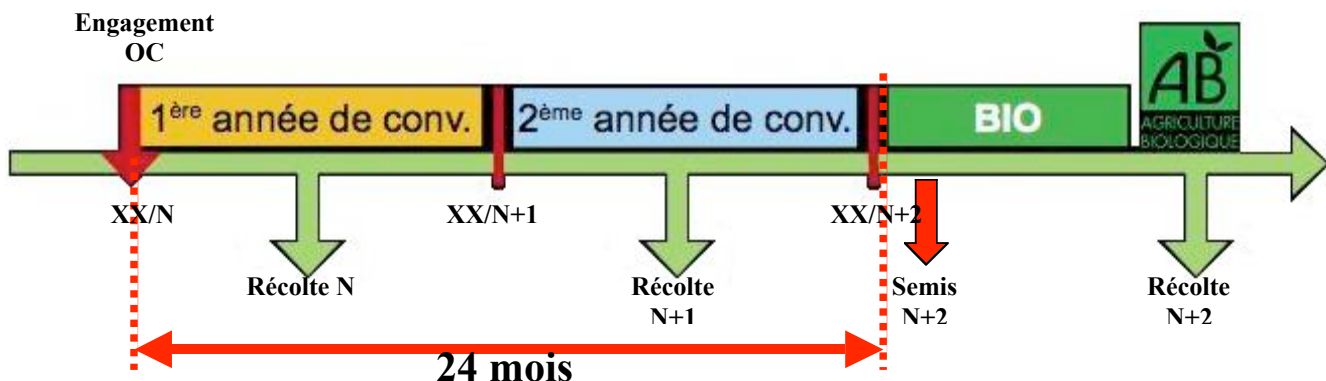 Engagement
OC
1ère année de conv.
2ème année de conv.
BIO
AB
AGRICULTURE
BIOLOGIQUE
XX/N
XX/N+1
XX/N+2
Récolte N
Récolte
N+1
Semis
N+2
Récolte
N+2
24 mois